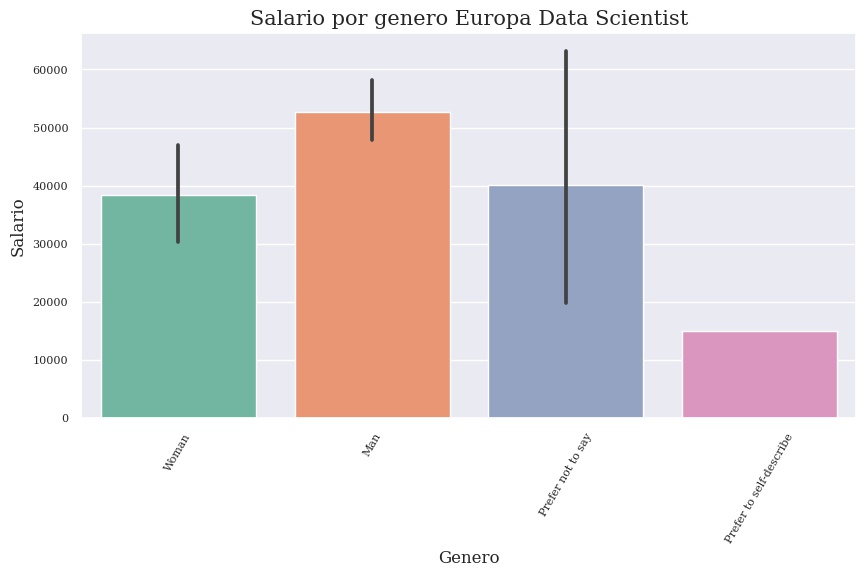 Salario por genero Europa Data Scientist
60000
50000
40000
30000
20000
10000
0
Salario
Woman
Man
Prefer not to say
Prefer to self-describe
Genero